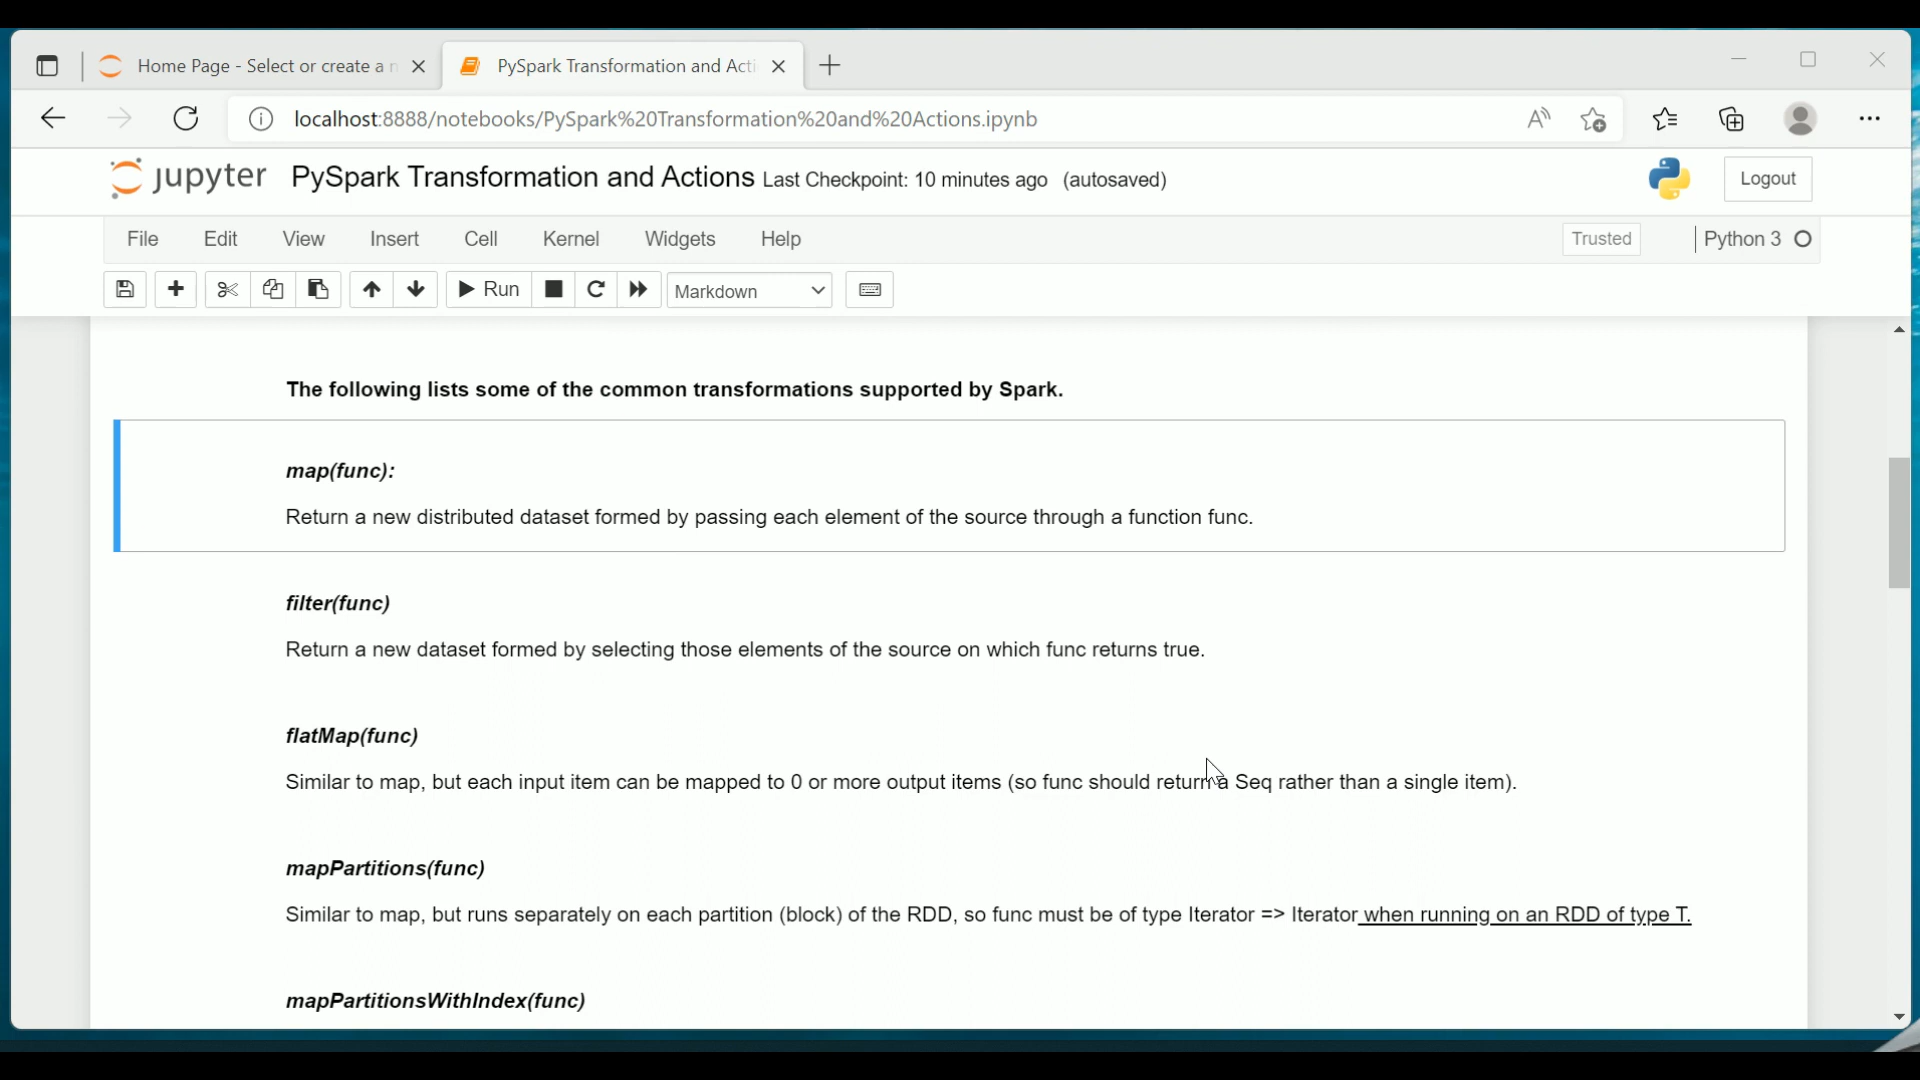 Home Page - Select or create a n
PySpark Transformation and Acti
localhost:8888/notebooks/PySpark%20Transformation%20and%20Actions.ipynb
jupyter PySpark Transformation and Actions Last Checkpoint: 10 minutes ago (autosaved)
Logout
File Edit View Insert Cell Kernel Widgets Help
Trusted
Python 3
Run
Markdown
The following lists some of the common transformations supported by Spark.
map(func):
Return a new distributed dataset formed by passing each element of the source through a function func.
filter(func)
Return a new dataset formed by selecting those elements of the source on which func returns true.
flatMap(func)
Similar to map, but each input item can be mapped to 0 or more output items (so func should return a Seq rather than a single item).
mapPartitions(func)
Similar to map, but runs separately on each partition (block) of the RDD, so func must be of type Iterator => Iterator when running on an RDD of type T.
mapPartitionsWithIndex(func)